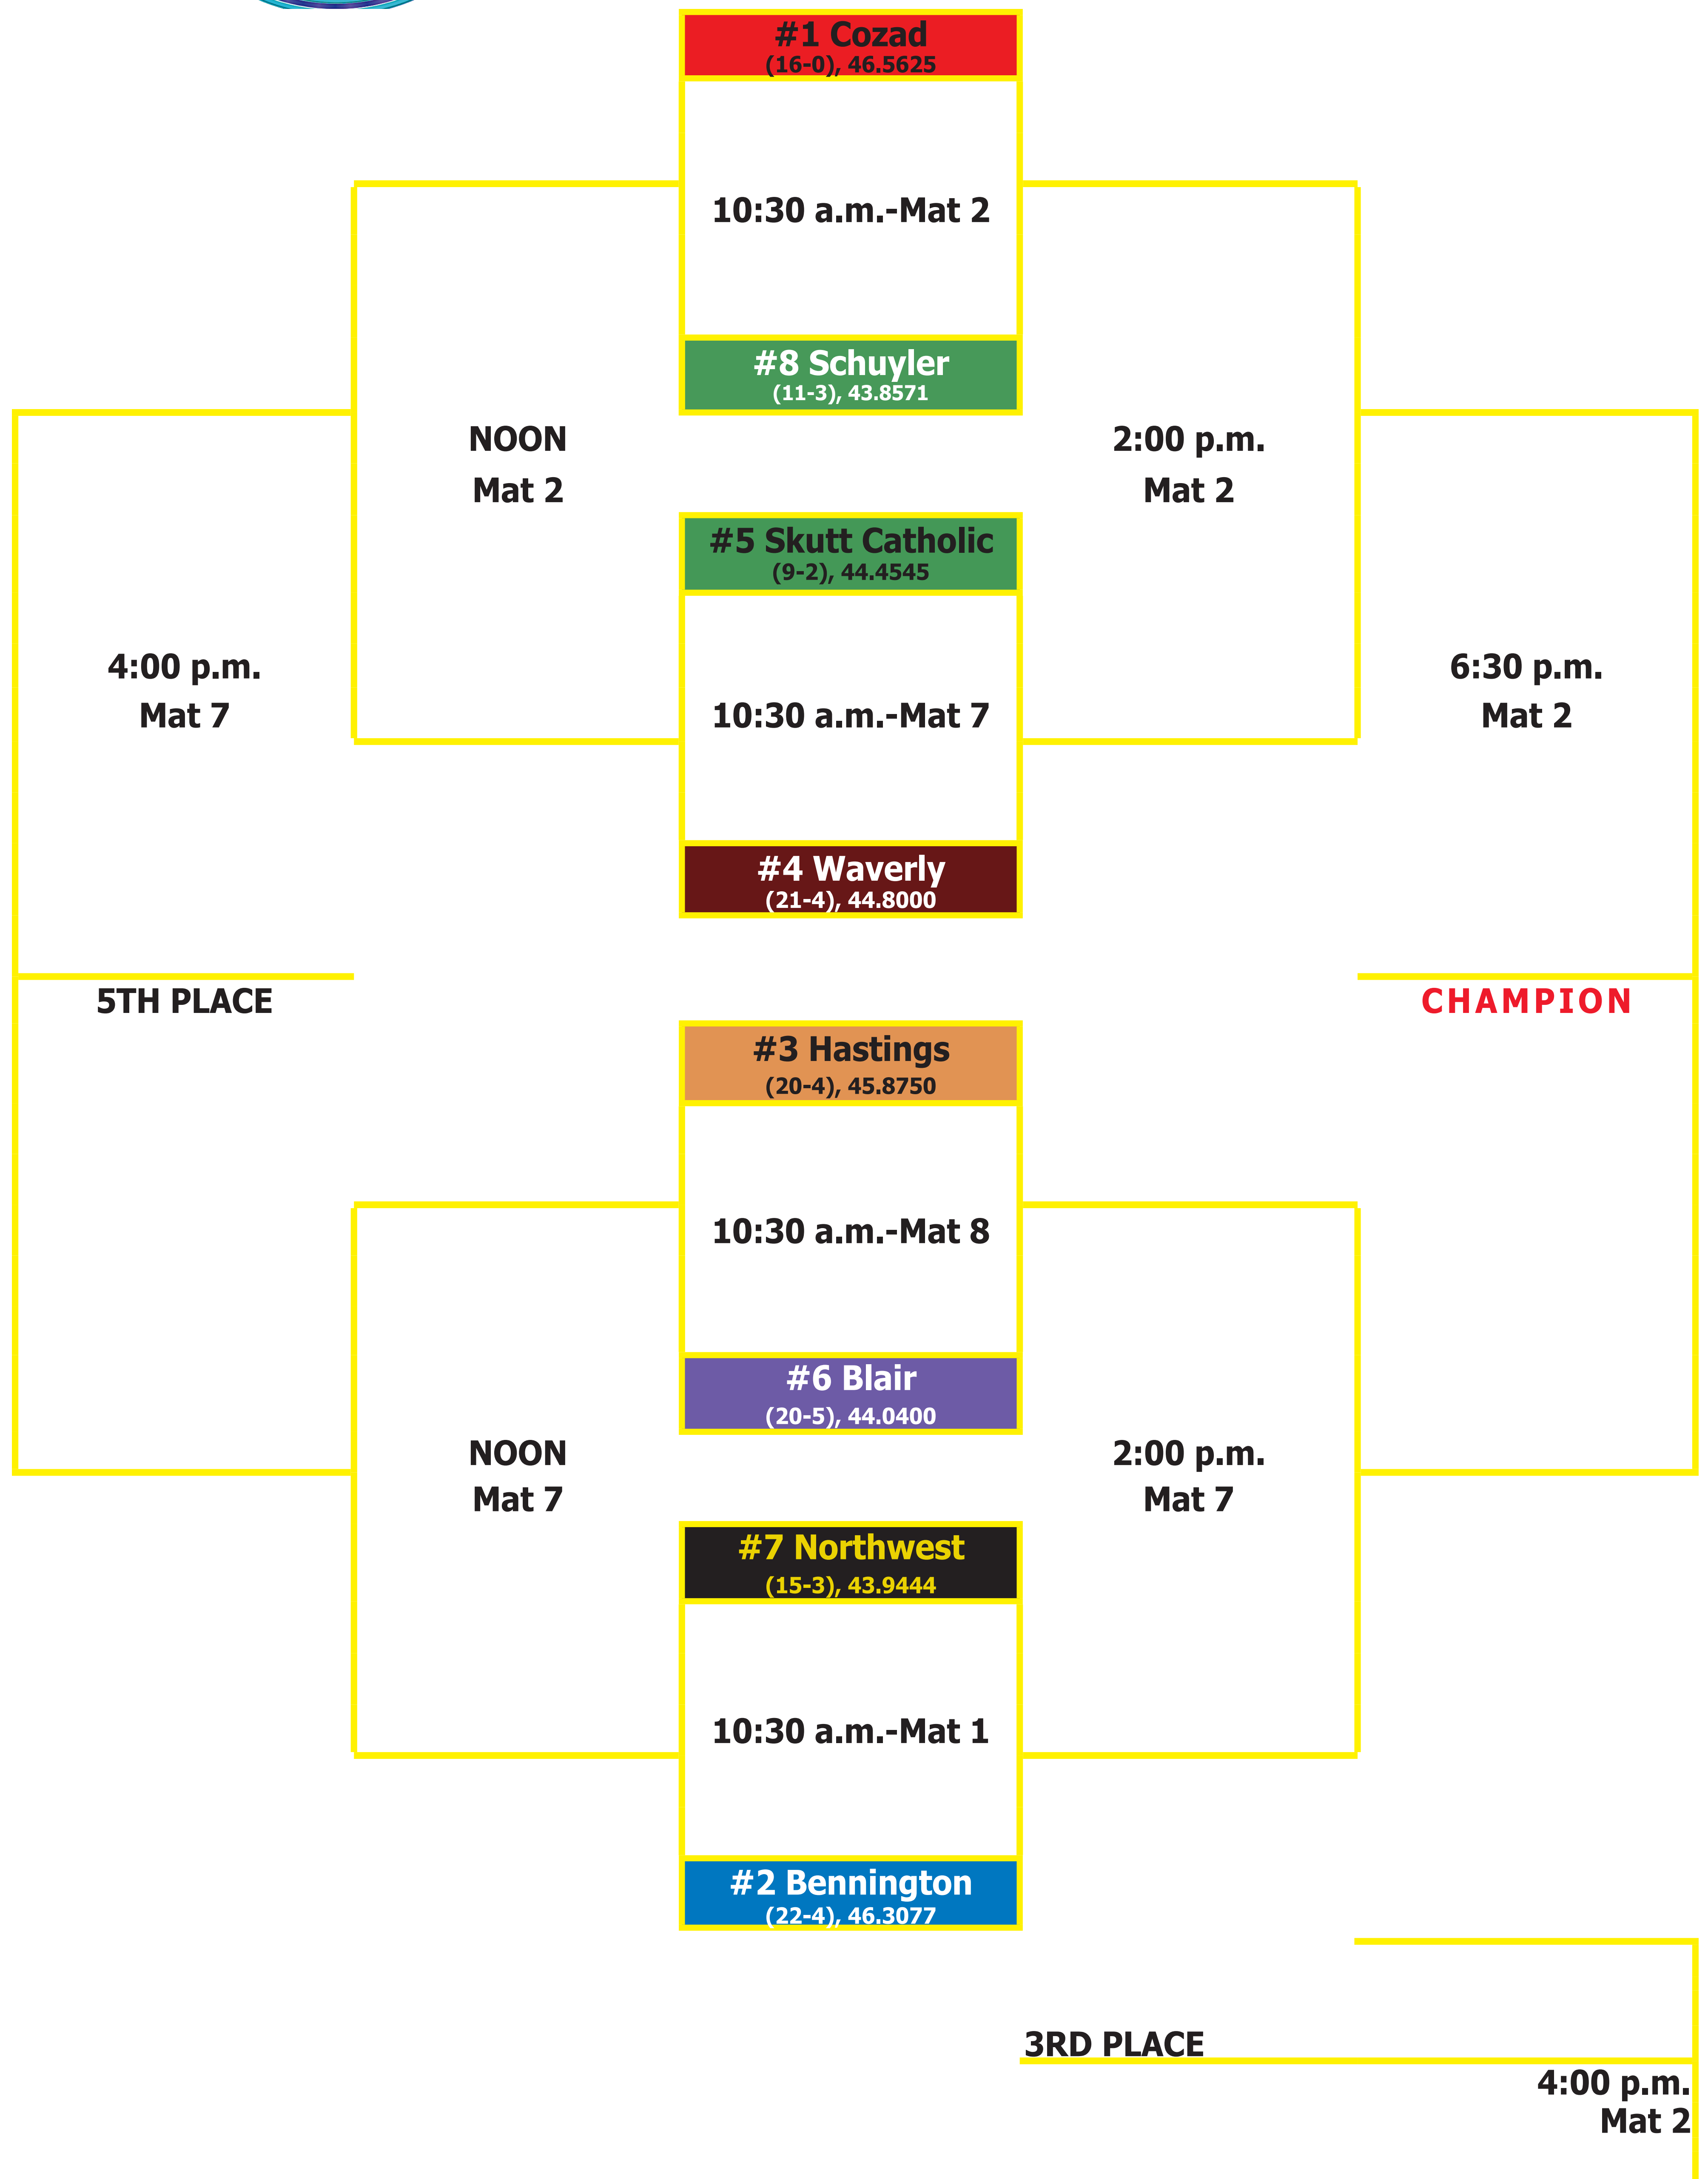 #1 Cozad
(16-0), 46.5625
10:30 a.m.-Mat 2
#8 Schuyler
(11-3), 43.8571
NOON
Mat 2
2:00 p.m.
Mat 2
#5 Skutt Catholic
(9-2), 44.4545
4:00 p.m.
Mat 7
10:30 a.m.-Mat 7
6:30 p.m.
Mat 2
#4 Waverly
(21-4), 44.8000
5TH PLACE
CHAMPION
#3 Hastings
(20-4), 45.8750
10:30 a.m.-Mat 8
#6 Blair
(20-5), 44.0400
NOON
Mat 7
2:00 p.m.
Mat 7
#7 Northwest
(15-3), 43.9444
10:30 a.m.-Mat 1
#2 Bennington
(22-4), 46.3077
3RD PLACE
4:00 p.m.
Mat 2